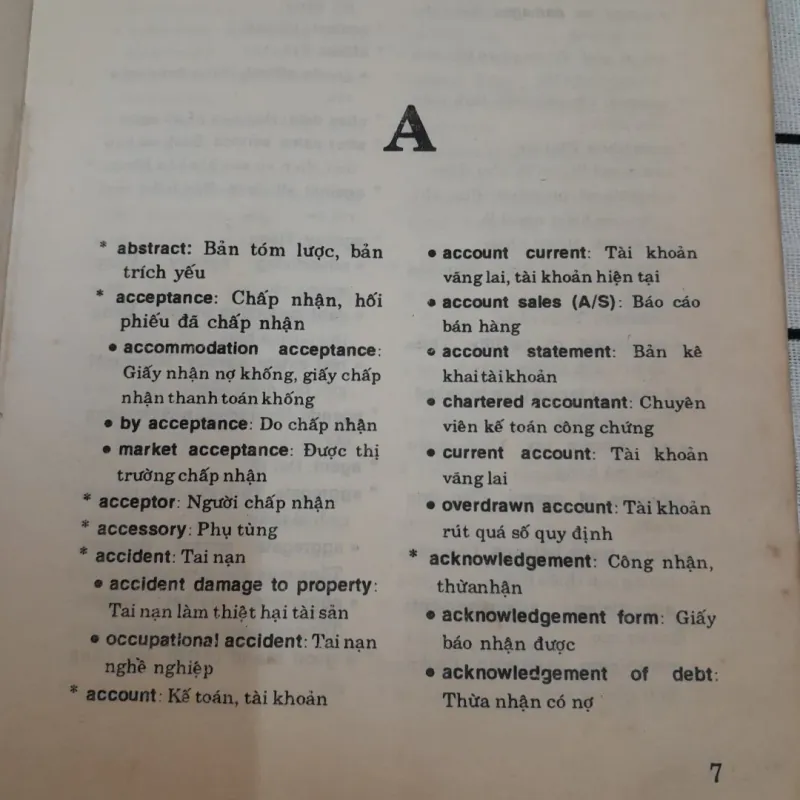 A
* abstract: Bản tóm lược, bản
trích yếu
* acceptance: Chấp nhận, hối
phiếu đã chấp nhận
• accommodation acceptance:
Giấy nhận nợ khống, giấy chấp
nhận thanh toán khống
• by acceptance: Do chấp nhận
• market acceptance: Được thị
trường chấp nhận
* acceptor: Người chấp nhận
* accessory: Phụ tùng
* accident: Tai nạn
• accident damage to property:
Tai nạn làm thiệt hại tài sản
• occupational accident: Tai nạn
nghề nghiệp
* account: Kế toán, tài khoản
• account current: Tài khoản
vãng lai, tài khoản hiện tại
• account sales (A/S): Báo cáo
bán hàng
• account statement: Bản kê
khai tài khoản
• chartered accountant: Chuyên
viên kế toán công chứng
• current account: Tài khoản
vãng lai
• overdrawn account: Tài khoản
rút quá số quy định
* acknowledgement: Công nhận,
thừa nhận
• acknowledgement form: Giấy
báo nhận được
• acknowledgement of debt:
Thừa nhận có nợ
7